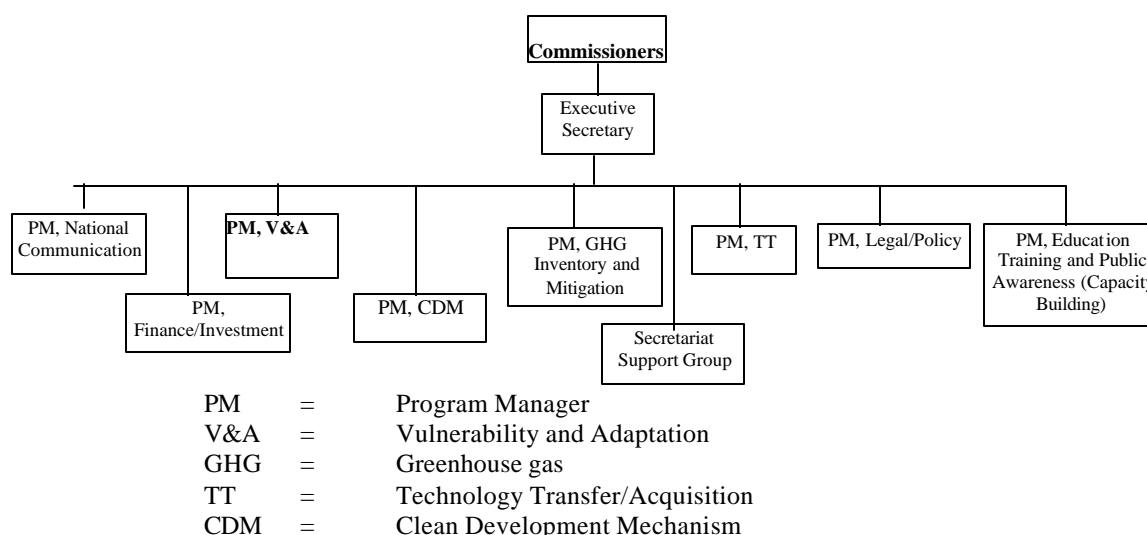 Commissioners
Executive
Secretary
PM, National
Communication
PM, V&A
PM, GHG
Inventory and
Mitigation
PM, TT
PM, Legal/Policy
PM, Education
Training and Public
Awareness (Capacity
Building)
PM,
Finance/Investment
PM, CDM
Secretariat
Support Group
PM = Program Manager
V&A = Vulnerability and Adaptation
GHG = Greenhouse gas
TT = Technology Transfer/Acquisition
CDM = Clean Development Mechanism